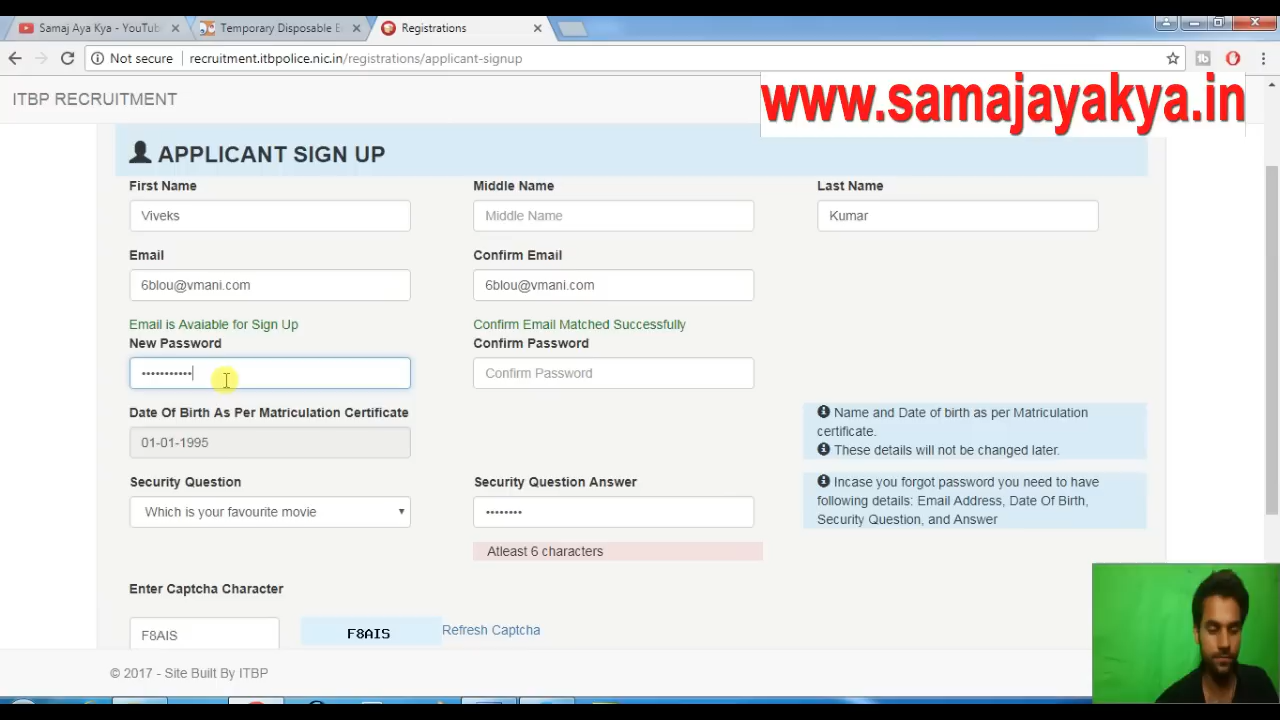 Samaj Aya Kya - YouTub
Temporary Disposable E
Registrations
Not secure
recruitment.itbpolice.nic.in/registrations/applicant-signup
ITBP RECRUITMENT
www.samajayakya.in
APPLICANT SIGN UP
First Name
Middle Name
Last Name
Viveks
Middle Name
Kumar
Email
Confirm Email
6blou@vmani.com
6blou@vmani.com
Email is Avaiable for Sign Up
Confirm Email Matched Successfully
New Password
Confirm Password
•••••••••••
Confirm Password
Date Of Birth As Per Matriculation Certificate
01-01-1995
Name and Date of birth as per Matriculation
certificate.
These details will not be changed later.
Security Question
Security Question Answer
Which is your favourite movie
••••••••
Incase you forgot password you need to have
following details: Email Address, Date Of Birth,
Security Question, and Answer
Atleast 6 characters
Enter Captcha Character
F8AIS
F8AIS
Refresh Captcha
© 2017 - Site Built By ITBP